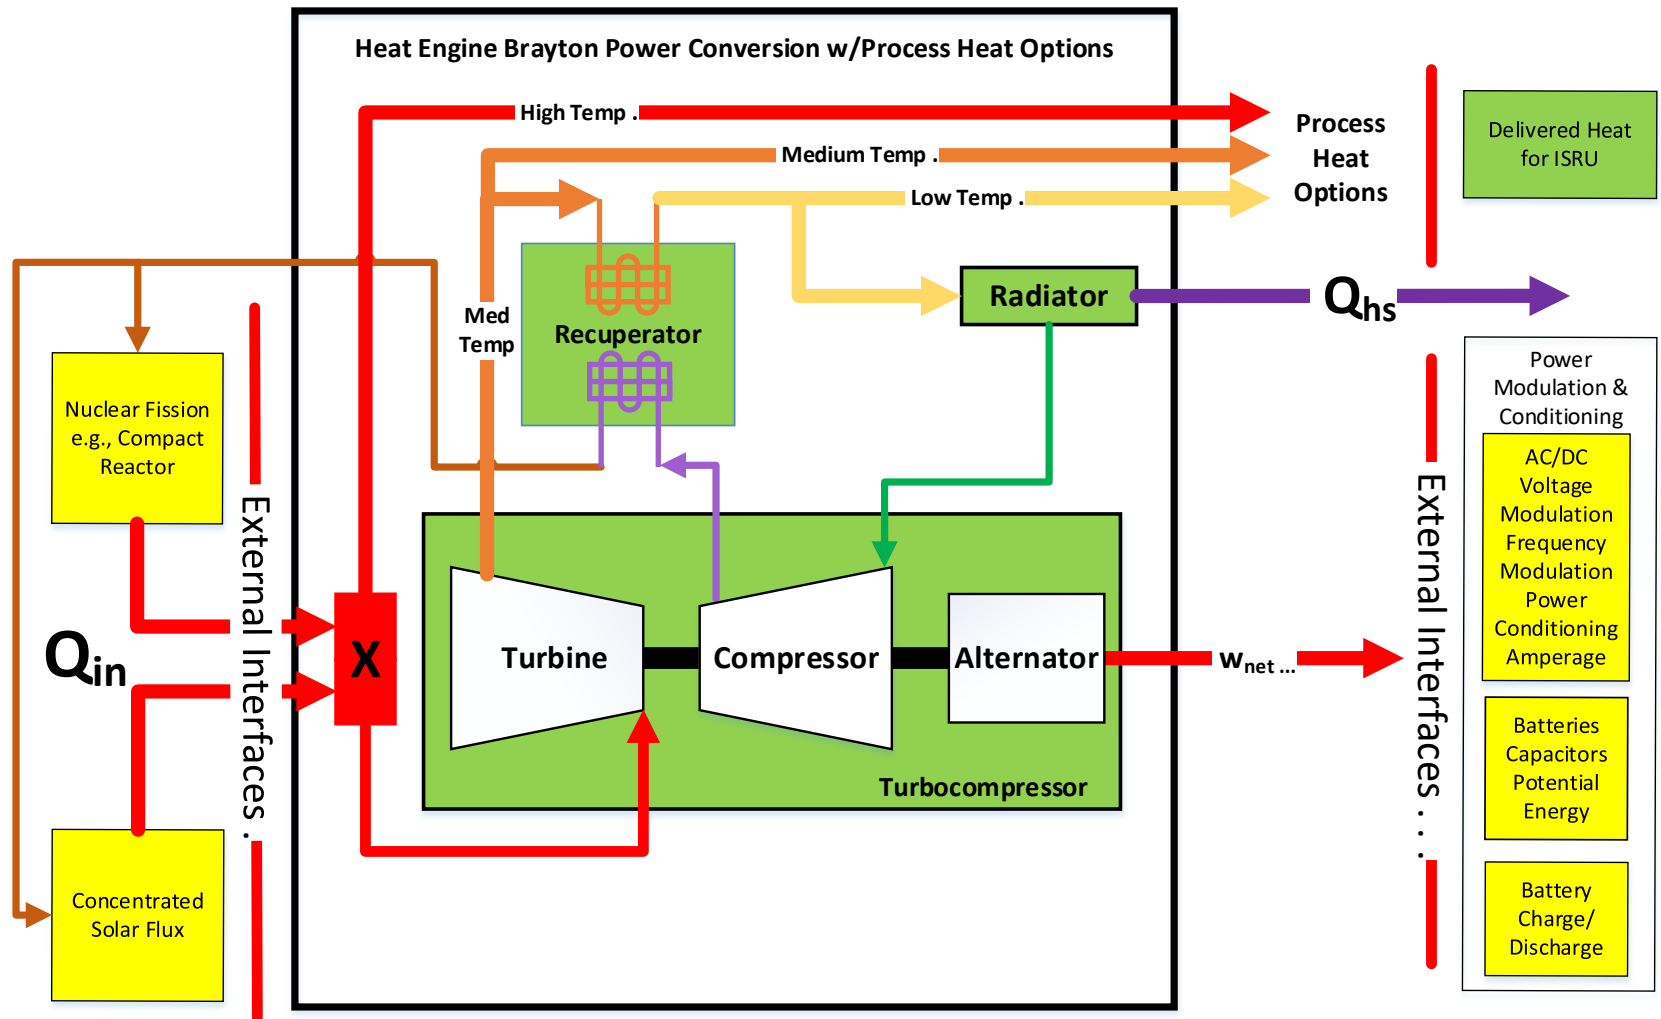 Heat Engine Brayton Power Conversion w/Process Heat Options
High Temp .
Medium Temp .
Low Temp .
Process
Heat
Options
Delivered Heat
for ISRU
Med
Temp
Recuperator
Radiator
Qhs
Nuclear Fission
e.g., Compact
Reactor
Qin
Concentrated
Solar Flux
External Interfaces .
X
Turbine
Compressor
Alternator
Turbocompressor
wnet ...
External Interfaces . . .
Power
Modulation &
Conditioning
AC/DC
Voltage
Modulation
Frequency
Modulation
Power
Conditioning
Amperage
Batteries
Capacitors
Potential
Energy
Battery
Charge/
Discharge